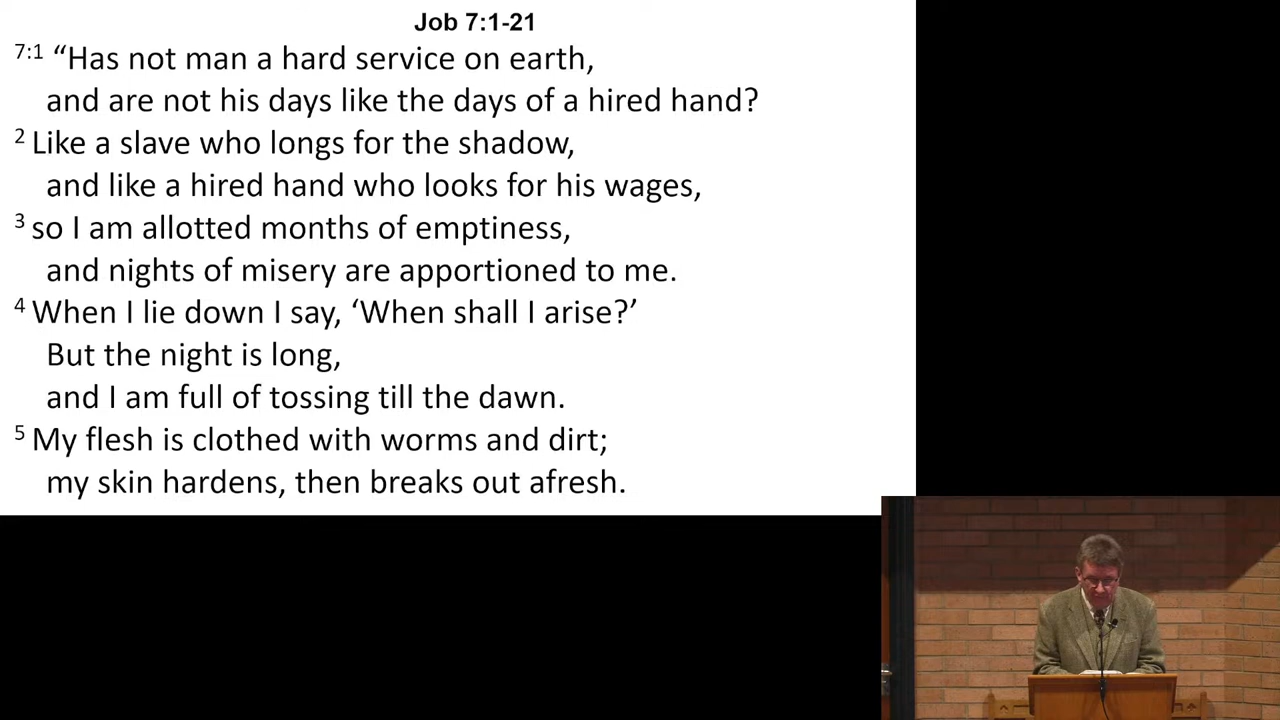 Job 7:1-21
7:1 “Has not man a hard service on earth,
and are not his days like the days of a hired hand?
2 Like a slave who longs for the shadow,
and like a hired hand who looks for his wages,
3 so I am allotted months of emptiness,
and nights of misery are apportioned to me.
4 When I lie down I say, ‘When shall I arise?’
But the night is long,
and I am full of tossing till the dawn.
5 My flesh is clothed with worms and dirt;
my skin hardens, then breaks out afresh.